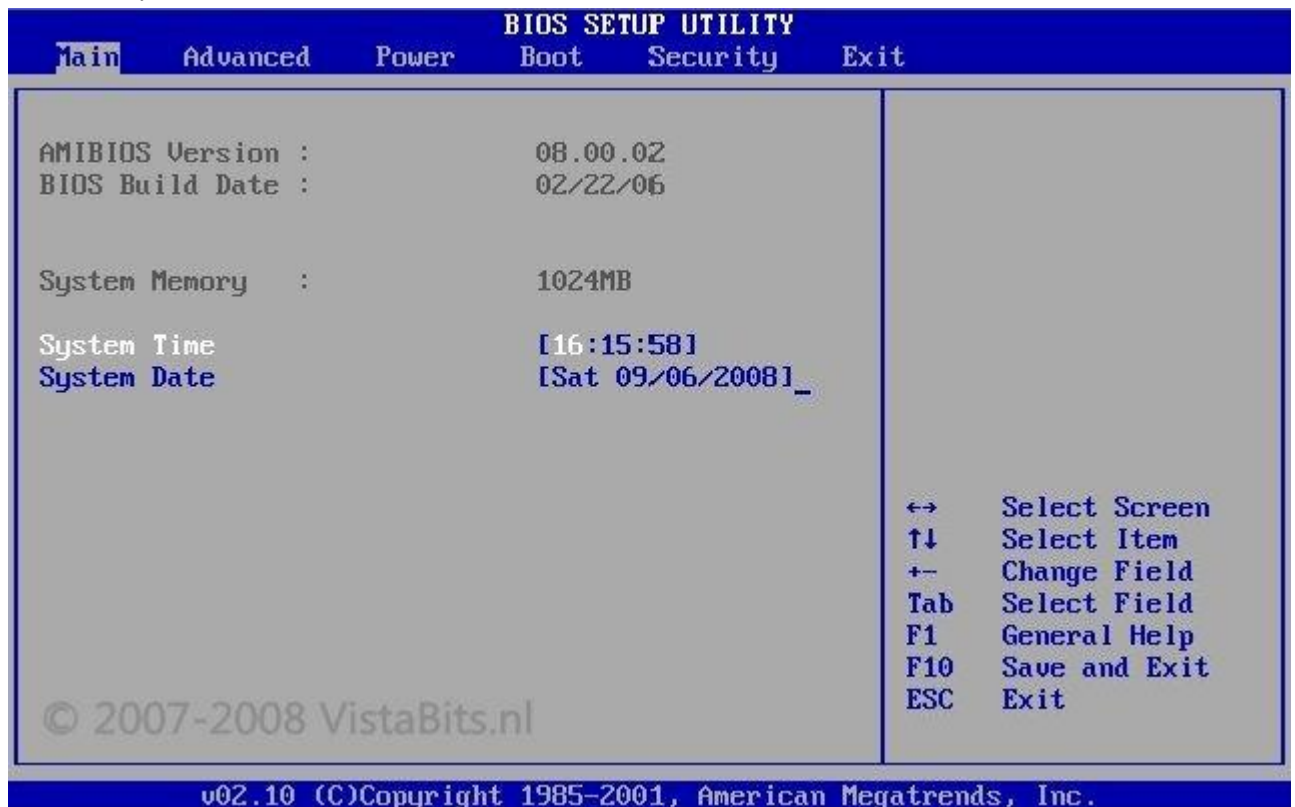 BIOS SETUP UTILITY
Main Advanced Power Boot Security Exit
AMIBIOS Version : 08.00.02
BIOS Build Date : 02/22/06
System Memory : 1024MB
System Time [16:15:58]
System Date [Sat 09/06/2008]_
←→ Select Screen
↑↓ Select Item
+- Change Field
Tab Select Field
F1 General Help
F10 Save and Exit
ESC Exit
© 2007-2008 VistaBits.nl
v02.10 (C)Copyright 1985-2001, American Megatrends, Inc.